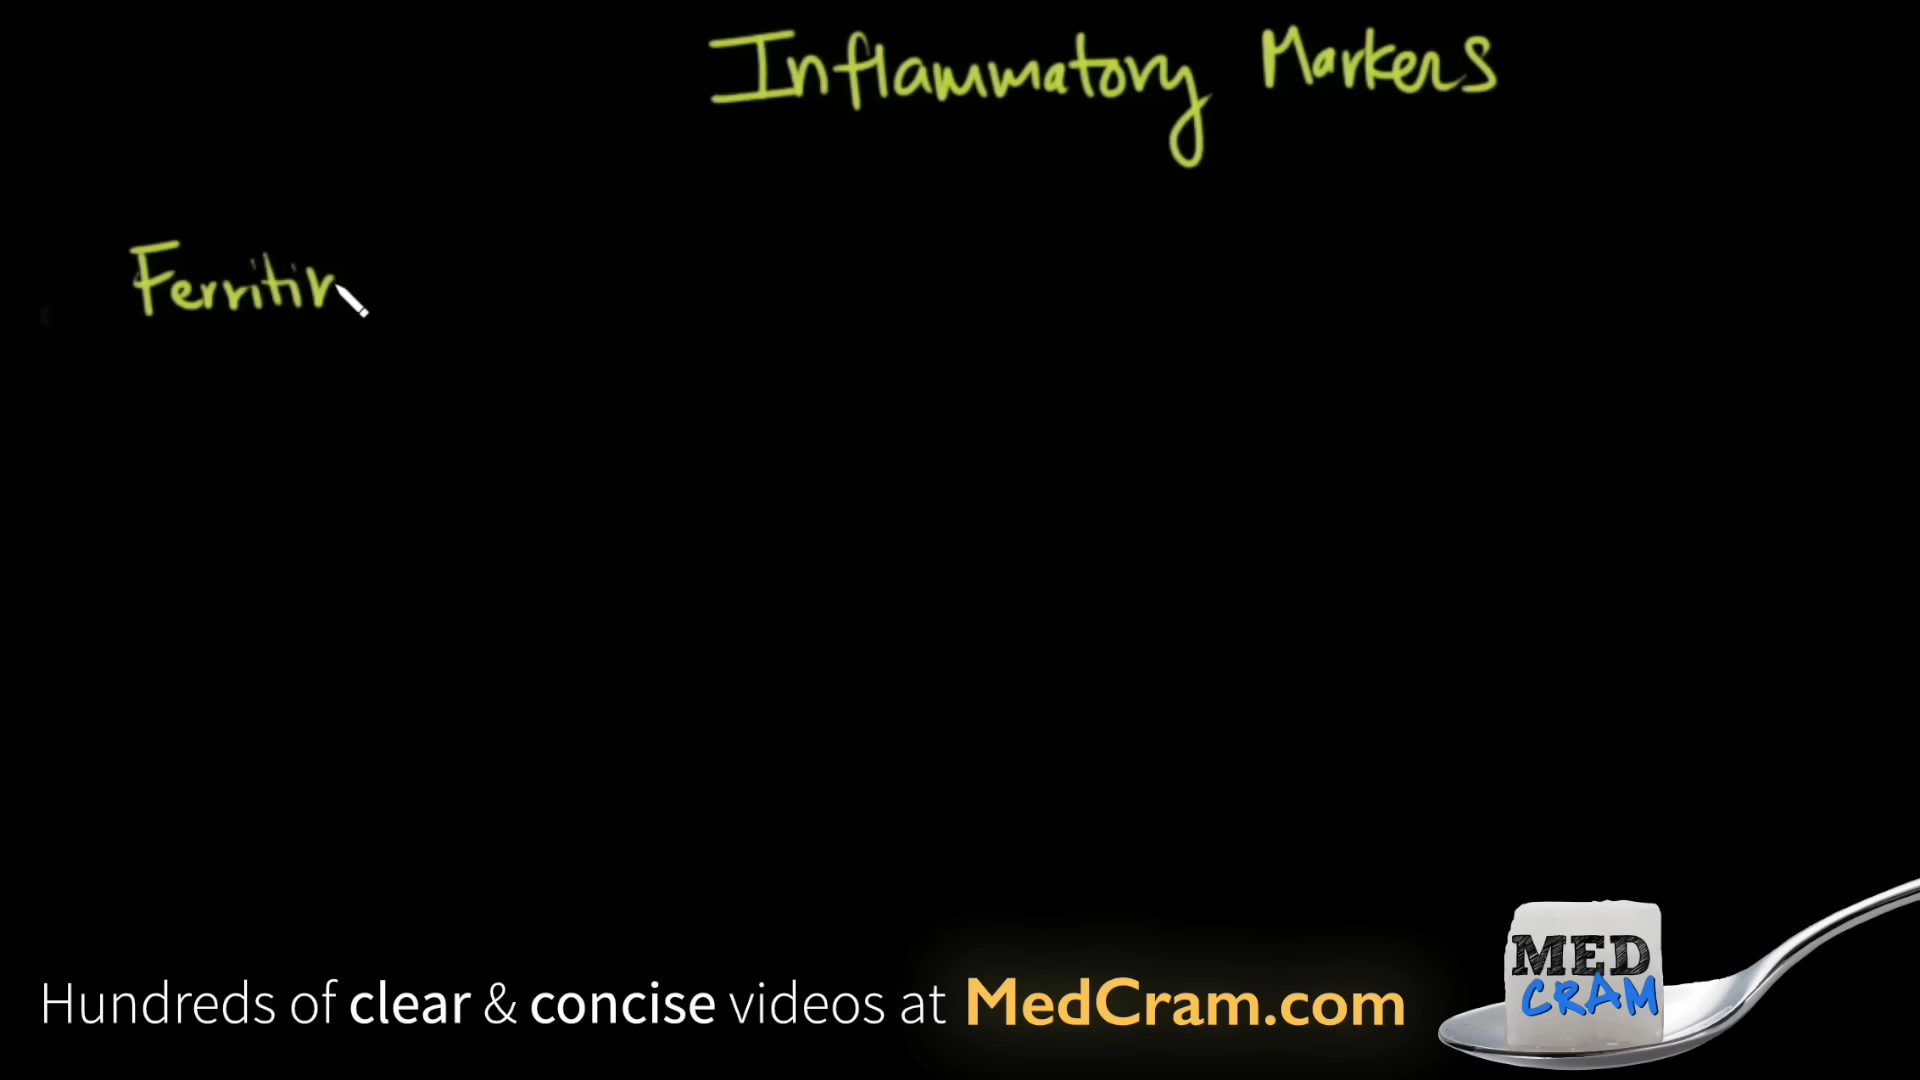 Inflammatory Markers
Ferritin
Hundreds of clear & concise videos at MedCram.com
MED
CRAM